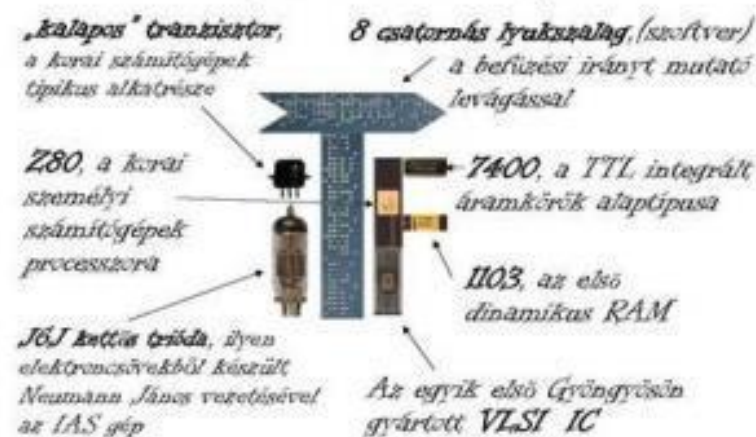 „kalapos” tranzisztor,
a korai számítógépek
tipikus alkatrésze
8 csatornás lyukszalag,(szoftver)
a befűzési irányt mutató
levágással
Z80, a korai
személyi
számítógépek
processzora
7400, a TTL integrált
áramkörök alaptípusa
1103, az első
dinamikus RAM
J6J kettős trióda, ilyen
elektroncsövekből készült
Neumann János vezetésével
az IAS gép
Az egyik első Gyöngyösön
gyártott VLSI IC